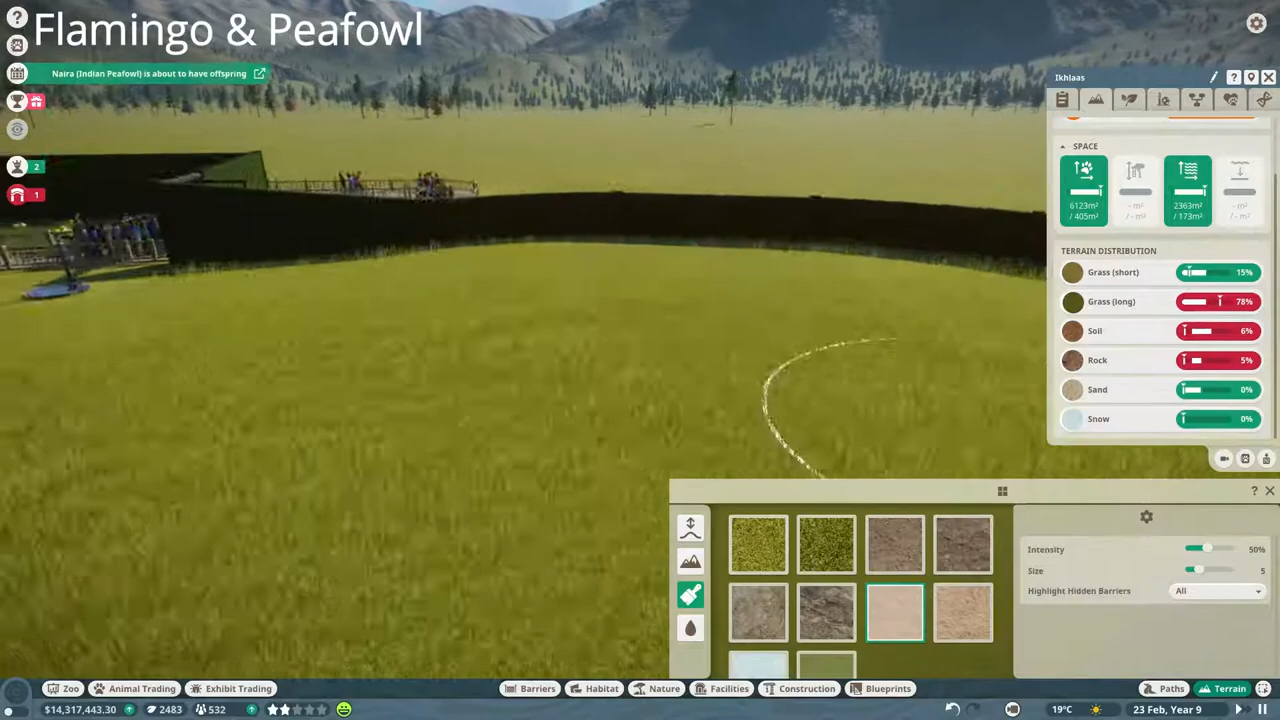 Flamingo & Peafowl
Naira (Indian Peafowl) is about to have offspring
2
1
Ikhlaas
SPACE
6123m² / 405m²
- m² / - m²
2363m² / 173m²
- m² / - m²
TERRAIN DISTRIBUTION
Grass (short) 15%
Grass (long) 78%
Soil 6%
Rock 5%
Sand 0%
Snow 0%
Intensity 50%
Size 5
Highlight Hidden Barriers All
Zoo Animal Trading Exhibit Trading Barriers Habitat Nature Facilities Construction Blueprints Paths Terrain
$14,317,443.30 2483 532 19°C 23 Feb, Year 9